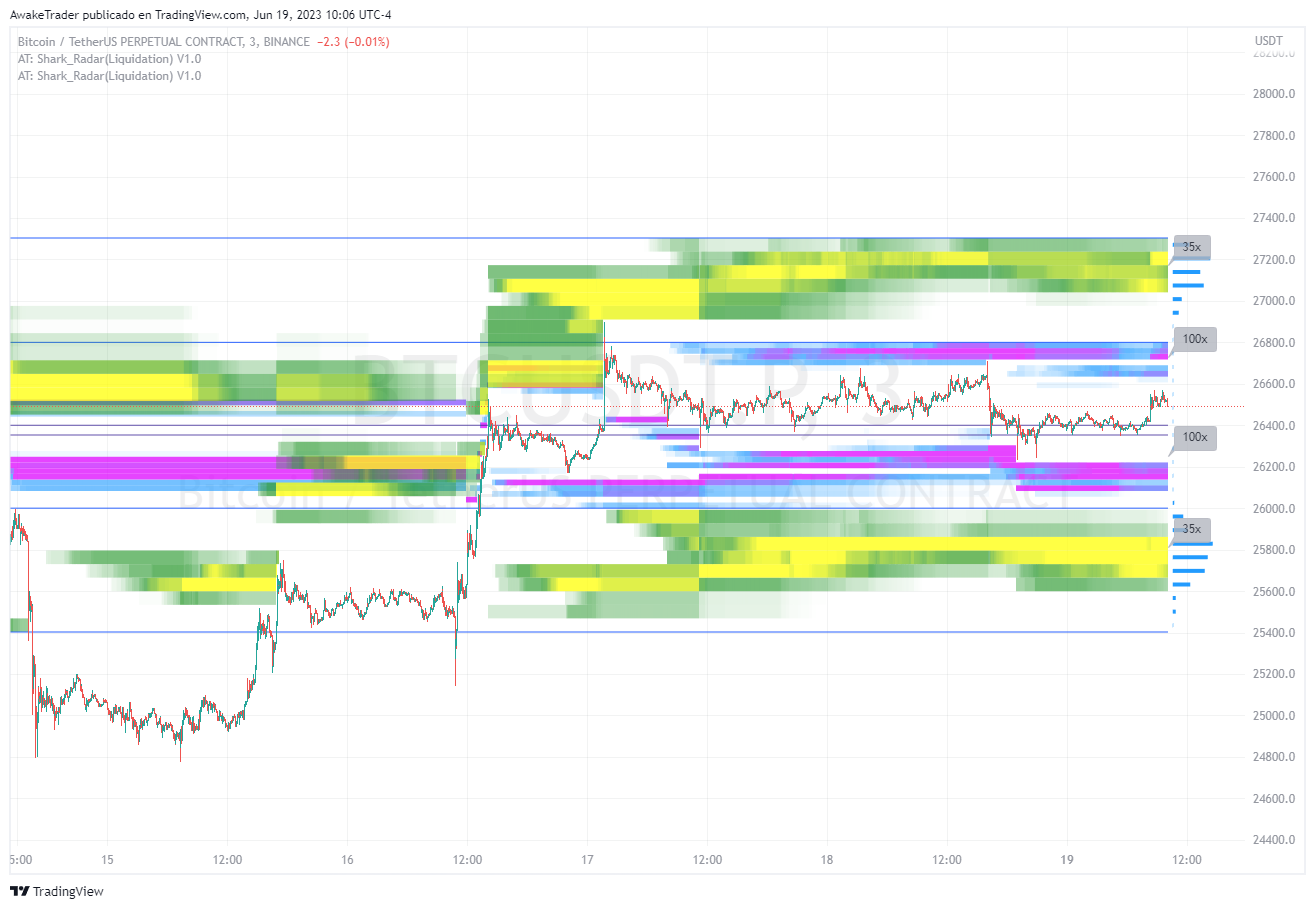 AwakeTrader publicado en TradingView.com, Jun 19, 2023 10:06 UTC-4
Bitcoin / TetherUS PERPETUAL CONTRACT, 3, BINANCE −2.3 (−0.01%)
AT: Shark_Radar(Liquidation) V1.0
AT: Shark_Radar(Liquidation) V1.0
USDT
28200.0
28000.0
27800.0
27600.0
27400.0
27200.0
27000.0
26800.0
26600.0
26400.0
26200.0
26000.0
25800.0
25600.0
25400.0
25200.0
25000.0
24800.0
24600.0
24400.0
35x
100x
100x
35x
BTCUSDT.P, 3
BITCOIN / TETHERUS PERPETUAL CONTRACT
5:00 15 12:00 16 12:00 17 12:00 18 12:00 19 12:00
TradingView